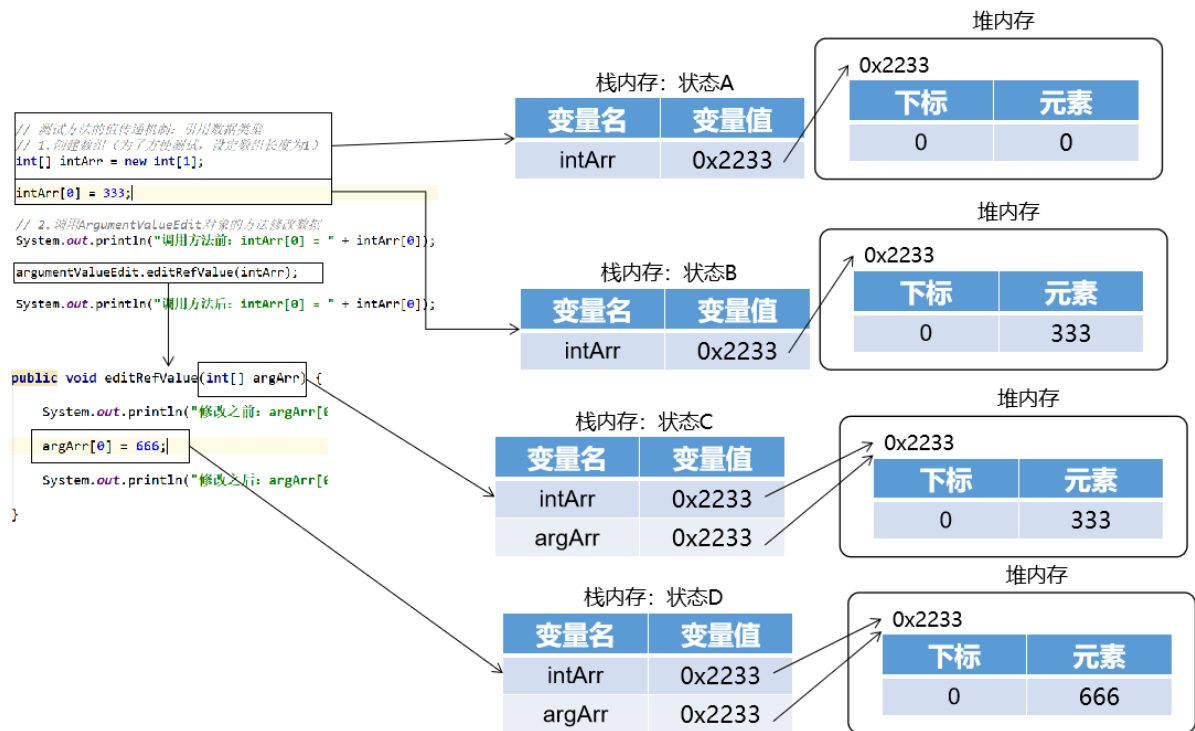 // 测试方法的值传递机制：引用数据类型
// 1.创建数组（为了方便测试，设定数组长度为1）
int[] intArr = new int[1];
intArr[0] = 333;
// 2.调用ArgumentValueEdit对象的方法修改数据
System.out.println("调用方法前：intArr[0] = " + intArr[0]);
argumentValueEdit.editRefValue(intArr);
System.out.println("调用方法后：intArr[0] = " + intArr[0]);
public void editRefValue(int[] argArr) {
System.out.println("修改之前：argArr[0
argArr[0] = 666;
System.out.println("修改之后：argArr[0
}
栈内存：状态A
变量名 变量值
intArr 0x2233
堆内存
0x2233
下标 元素
0 0
栈内存：状态B
变量名 变量值
intArr 0x2233
堆内存
0x2233
下标 元素
0 333
栈内存：状态C
变量名 变量值
intArr 0x2233
argArr 0x2233
堆内存
0x2233
下标 元素
0 333
栈内存：状态D
变量名 变量值
intArr 0x2233
argArr 0x2233
堆内存
0x2233
下标 元素
0 666